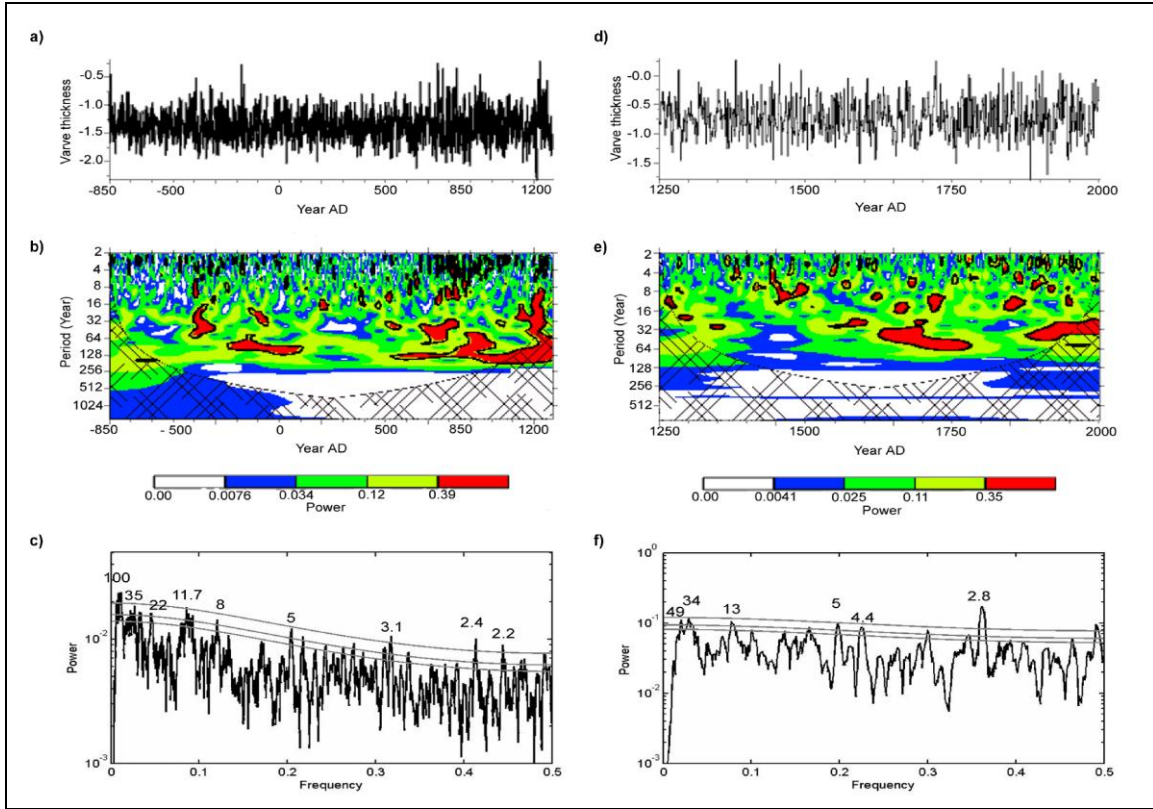 a)
Varve thickness
-0.5
-1.0
-1.5
-2.0
-850 -500 0 500 850 1200
Year AD
b)
Period (Year)
2
4
8
16
32
64
128
256
512
1024
-850 - 500 0 500 850 1200
Year AD
0.00 0.0076 0.034 0.12 0.39
Power
c)
Power
10-2
10-3
100 35 22 11.7 8 5 3.1 2.4 2.2
0 0.1 0.2 0.3 0.4 0.5
Frequency
d)
Varve thickness
-0.0
-0.5
-1.0
-1.5
1250 1500 1750 2000
Year AD
e)
Period (Year)
2
4
8
16
32
64
128
256
512
1250 1500 1750 2000
Year AD
0.00 0.0041 0.025 0.11 0.35
Power
f)
Power
10⁰
10-1
10-2
10-3
49 34 13 5 4.4 2.8
0 0.1 0.2 0.3 0.4 0.5
Frequency